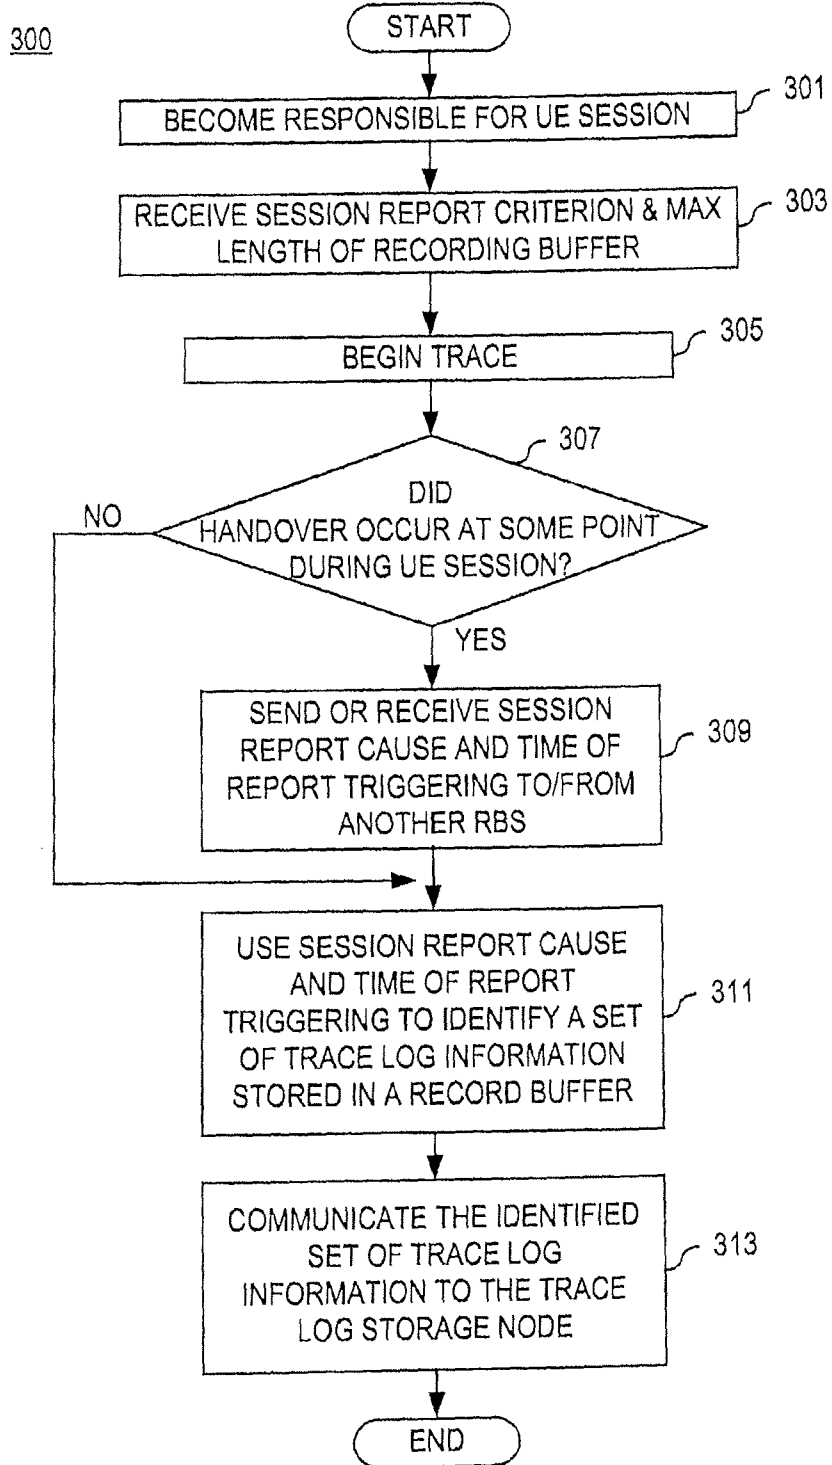 300
START
BECOME RESPONSIBLE FOR UE SESSION
301
RECEIVE SESSION REPORT CRITERION & MAX
LENGTH OF RECORDING BUFFER
303
BEGIN TRACE
305
307
DID
HANDOVER OCCUR AT SOME POINT
DURING UE SESSION?
NO
YES
SEND OR RECEIVE SESSION
REPORT CAUSE AND TIME OF
REPORT TRIGGERING TO/FROM
ANOTHER RBS
309
USE SESSION REPORT CAUSE
AND TIME OF REPORT
TRIGGERING TO IDENTIFY A SET
OF TRACE LOG INFORMATION
STORED IN A RECORD BUFFER
311
COMMUNICATE THE IDENTIFIED
SET OF TRACE LOG
INFORMATION TO THE TRACE
LOG STORAGE NODE
313
END